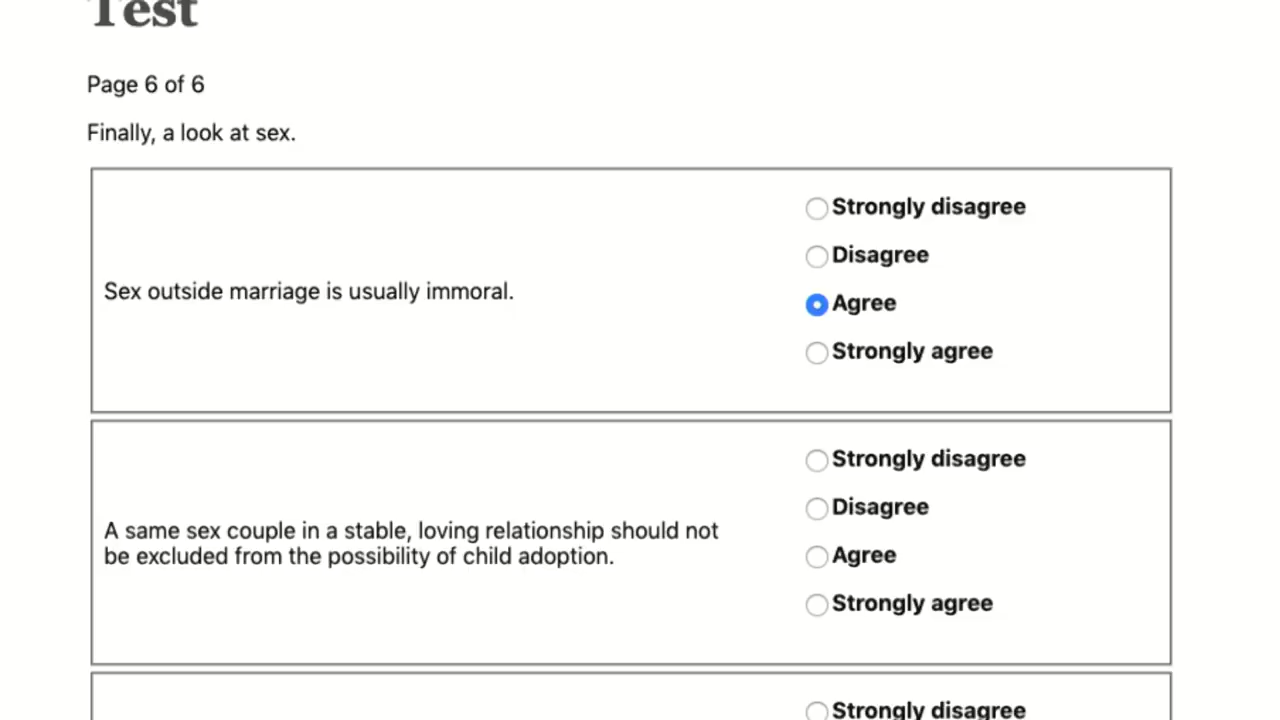 Test
Page 6 of 6
Finally, a look at sex.
Strongly disagree
Disagree
Sex outside marriage is usually immoral.
Agree
Strongly agree
Strongly disagree
Disagree
A same sex couple in a stable, loving relationship should not
be excluded from the possibility of child adoption.
Agree
Strongly agree
Strongly disagree